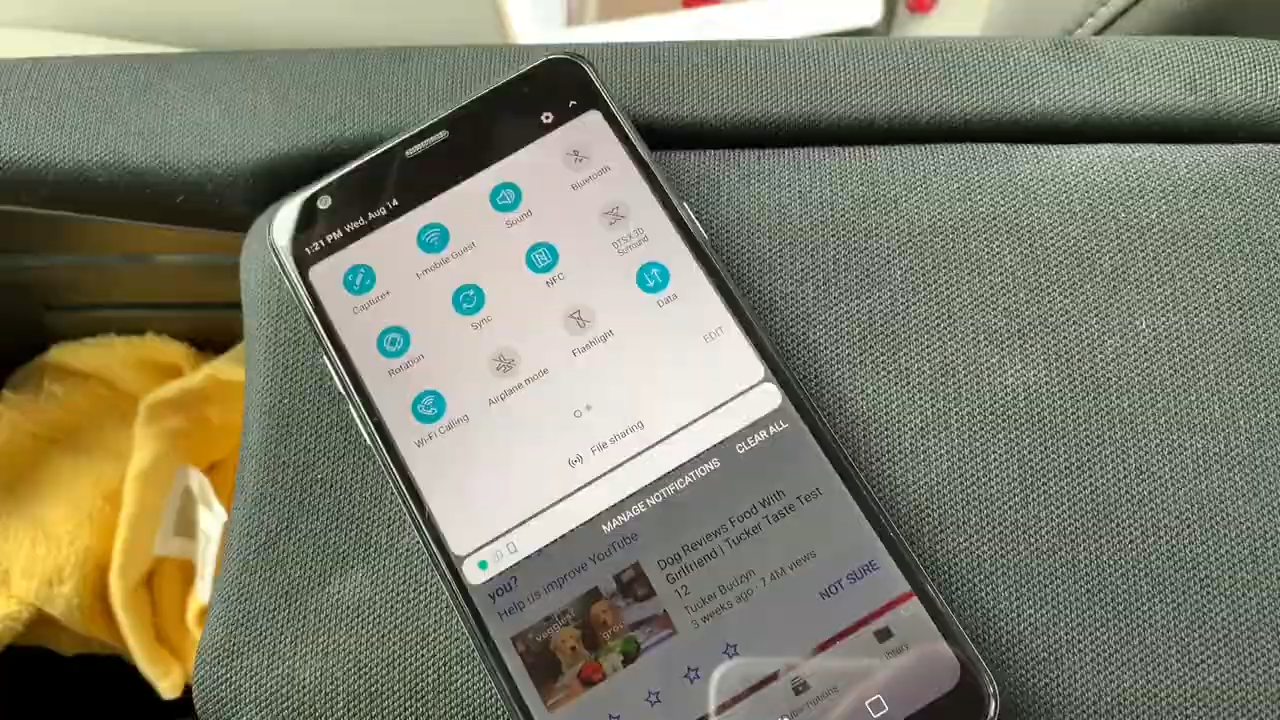 1:21 PM Wed, Aug 14
Capture+
t-mobile Guest
Sound
Bluetooth
Rotation
Sync
NFC
DTS:X 3D
Surround
Wi-Fi Calling
Airplane mode
Flashlight
Data
EDIT
File sharing
MANAGE NOTIFICATIONS
CLEAR ALL
you?
Help us improve YouTube
veggies?
gros
Dog Reviews Food With
Girlfriend | Tucker Taste Test
12
Tucker Budzyn
3 weeks ago · 7.4M views
NOT SURE